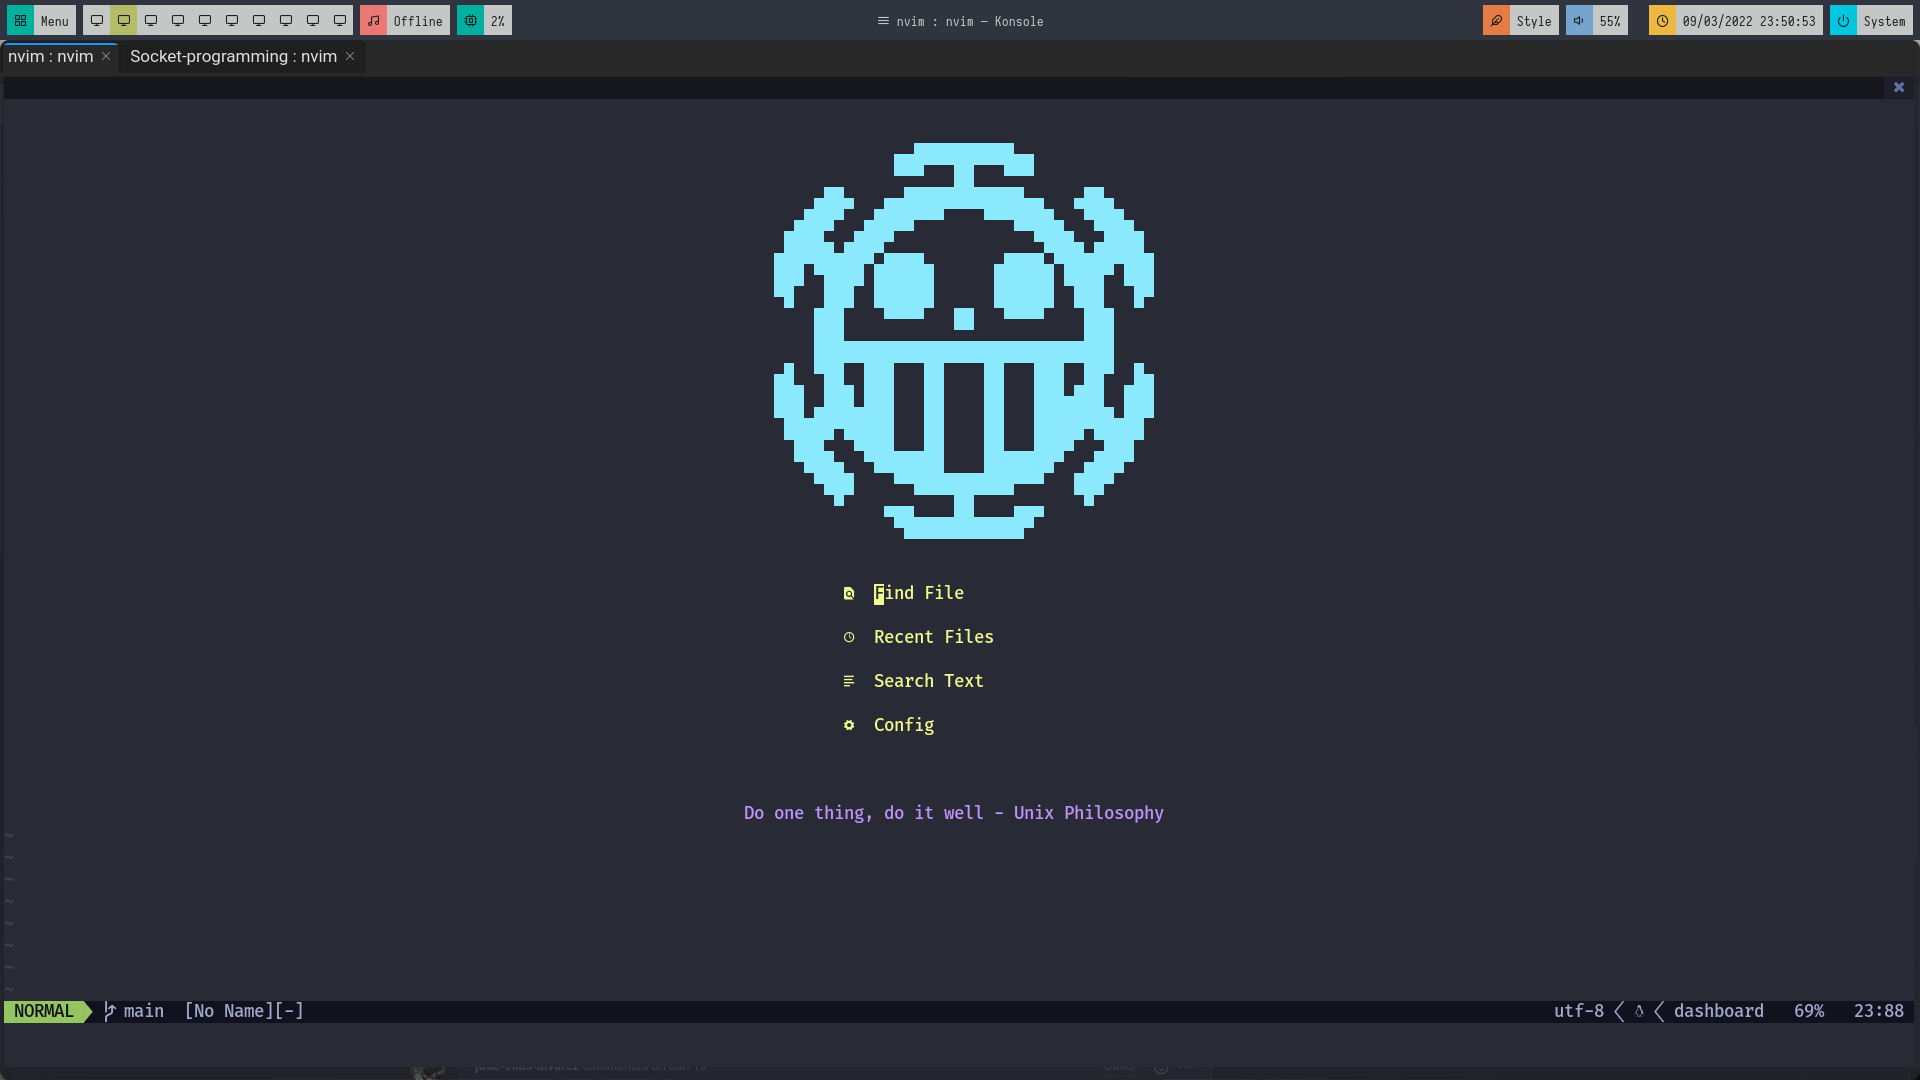 Menu Offline 2% nvim : nvim — Konsole Style 55% 09/03/2022 23:50:53 System
nvim : nvim Socket-programming : nvim
Find File
Recent Files
Search Text
Config
Do one thing, do it well - Unix Philosophy
~
~
~
~
~
~
~
~
NORMAL main [No Name][-] utf-8 dashboard 69% 23:88